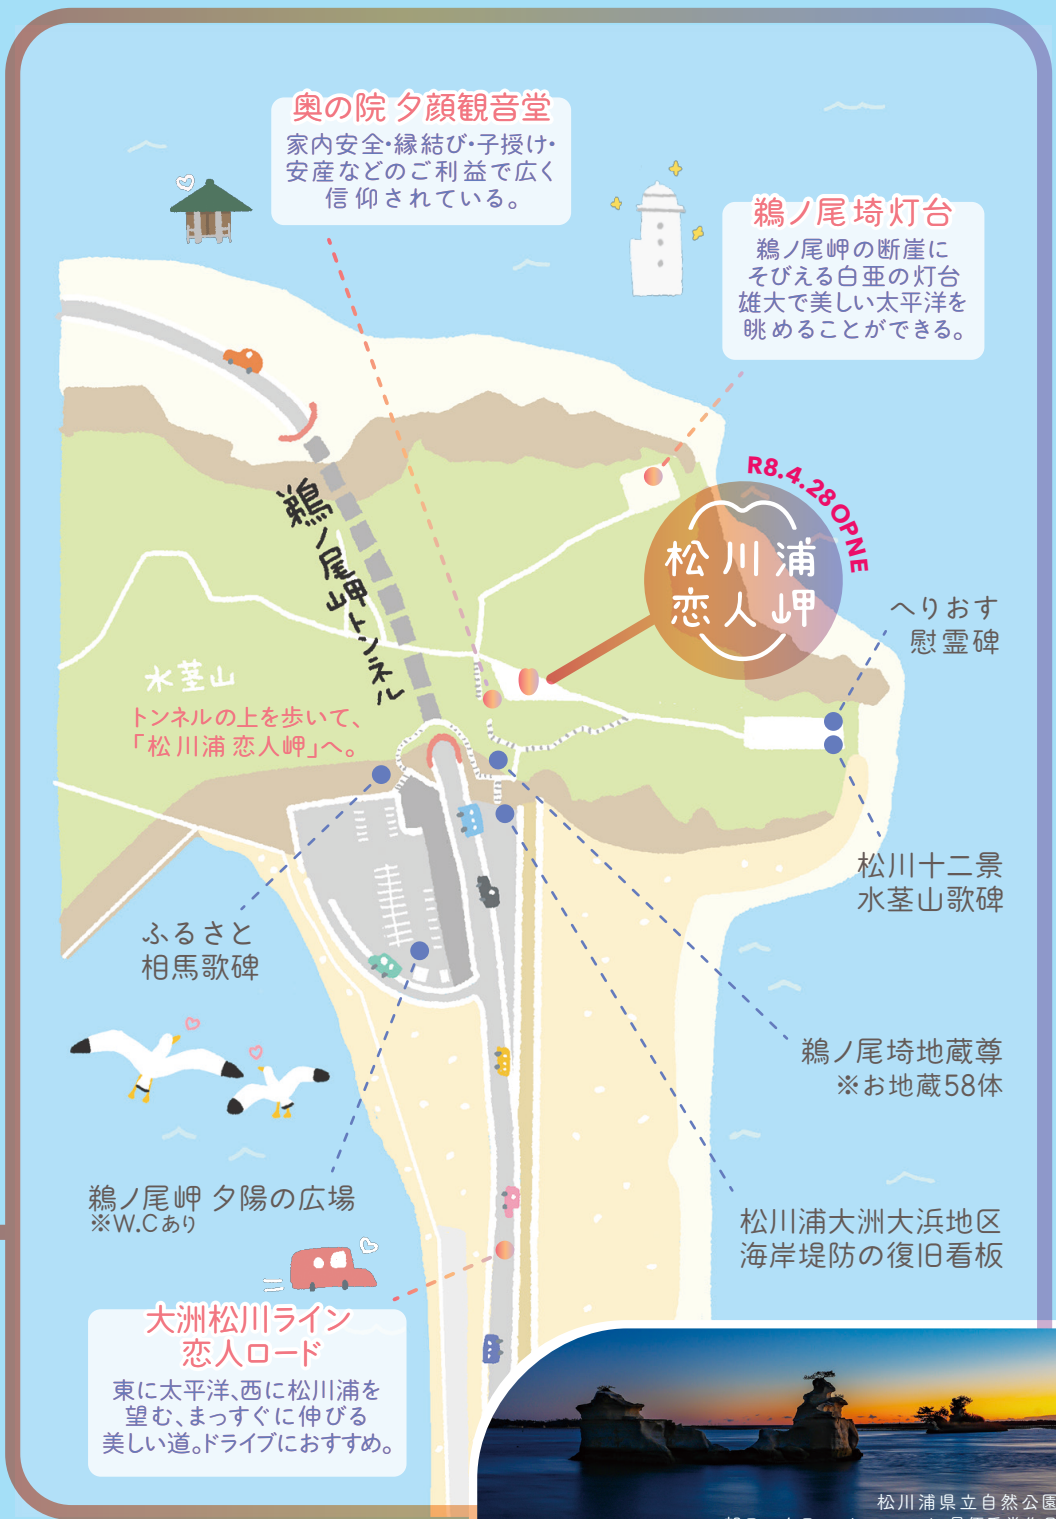 奥の院 夕顔観音堂
家内安全・縁結び・子授け・
安産などのご利益で広く
信仰されている。
鵜ノ尾埼灯台
鵜ノ尾岬の断崖に
そびえる白亜の灯台
雄大で美しい太平洋を
眺めることができる。
R8.4.28OPNE
松川浦
恋人岬
鵜ノ尾岬トンネル
へりおす
慰霊碑
水茎山
トンネルの上を歩いて、
「松川浦 恋人岬」へ。
松川十二景
水茎山歌碑
ふるさと
相馬歌碑
鵜ノ尾埼地蔵尊
※お地蔵58体
鵜ノ尾岬 夕陽の広場
※W.Cあり
松川浦大洲大浜地区
海岸堤防の復旧看板
大洲松川ライン
恋人ロード
東に太平洋、西に松川浦を
望む、まっすぐに伸びる
美しい道。ドライブにおすすめ。
松川浦県立自然公園